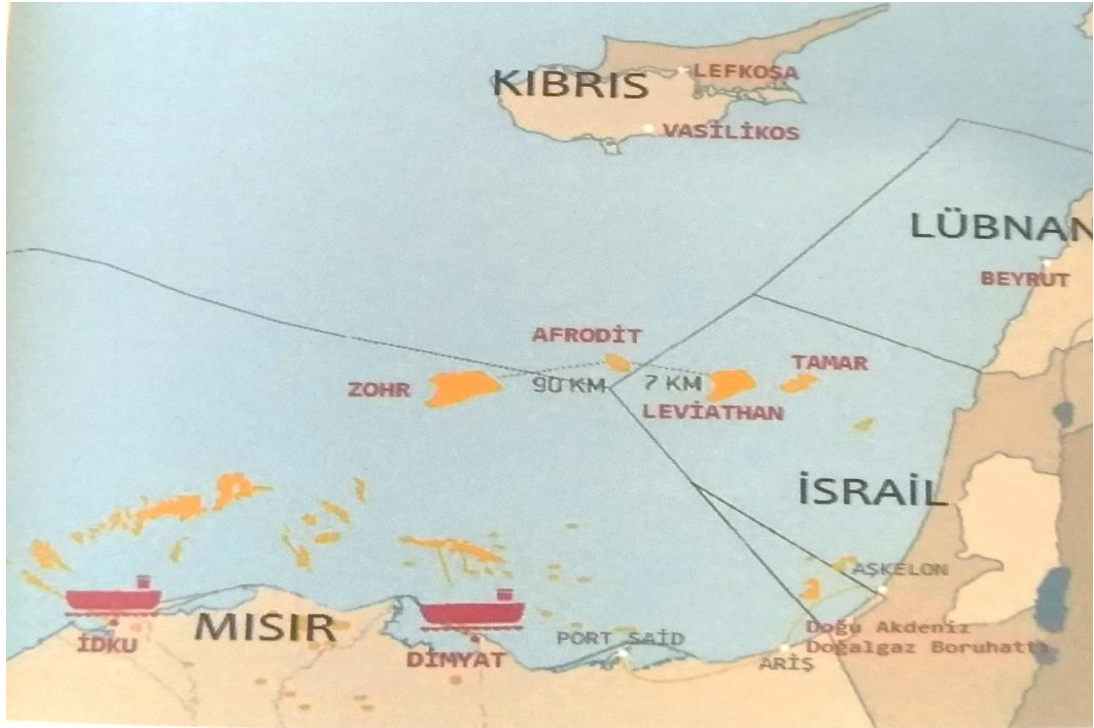 KIBRIS
LEFKOŞA
VASİLİKOS
LÜBNAN
BEYRUT
AFRODİT
TAMAR
ZOHR
90 KM
7 KM
LEVİATHAN
İSRAİL
AŞKELON
MISIR
İDKU
DİMYAT
PORT SAİD
ARİŞ
Doğu Akdeniz
Doğalgaz Boruhattı